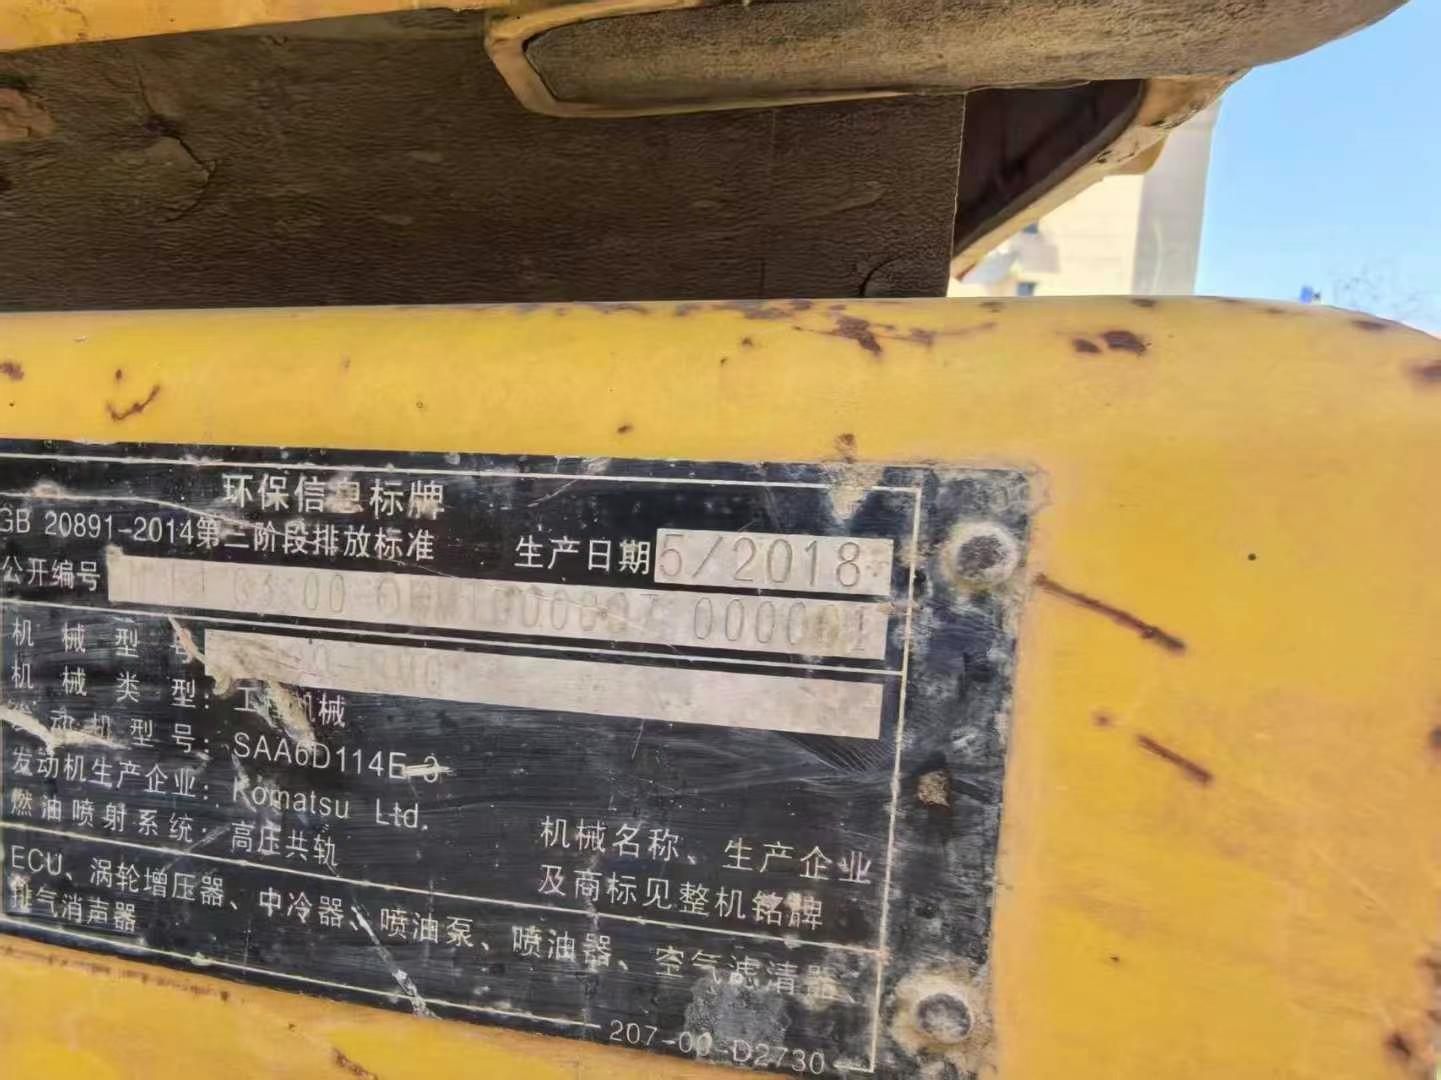 环保信息标牌
GB 20891-2014第三阶段排放标准
生产日期 5/2018
公开编号 000001
机械型号
机械类型：工程机械
发动机型号：SAA6D114E-3
发动机生产企业：Komatsu Ltd.
燃油喷射系统：高压共轨
机械名称、生产企业
及商标见整机铭牌
ECU、涡轮增压器、中冷器、喷油泵、喷油器、空气滤清器、
排气消声器
207-00-D2730